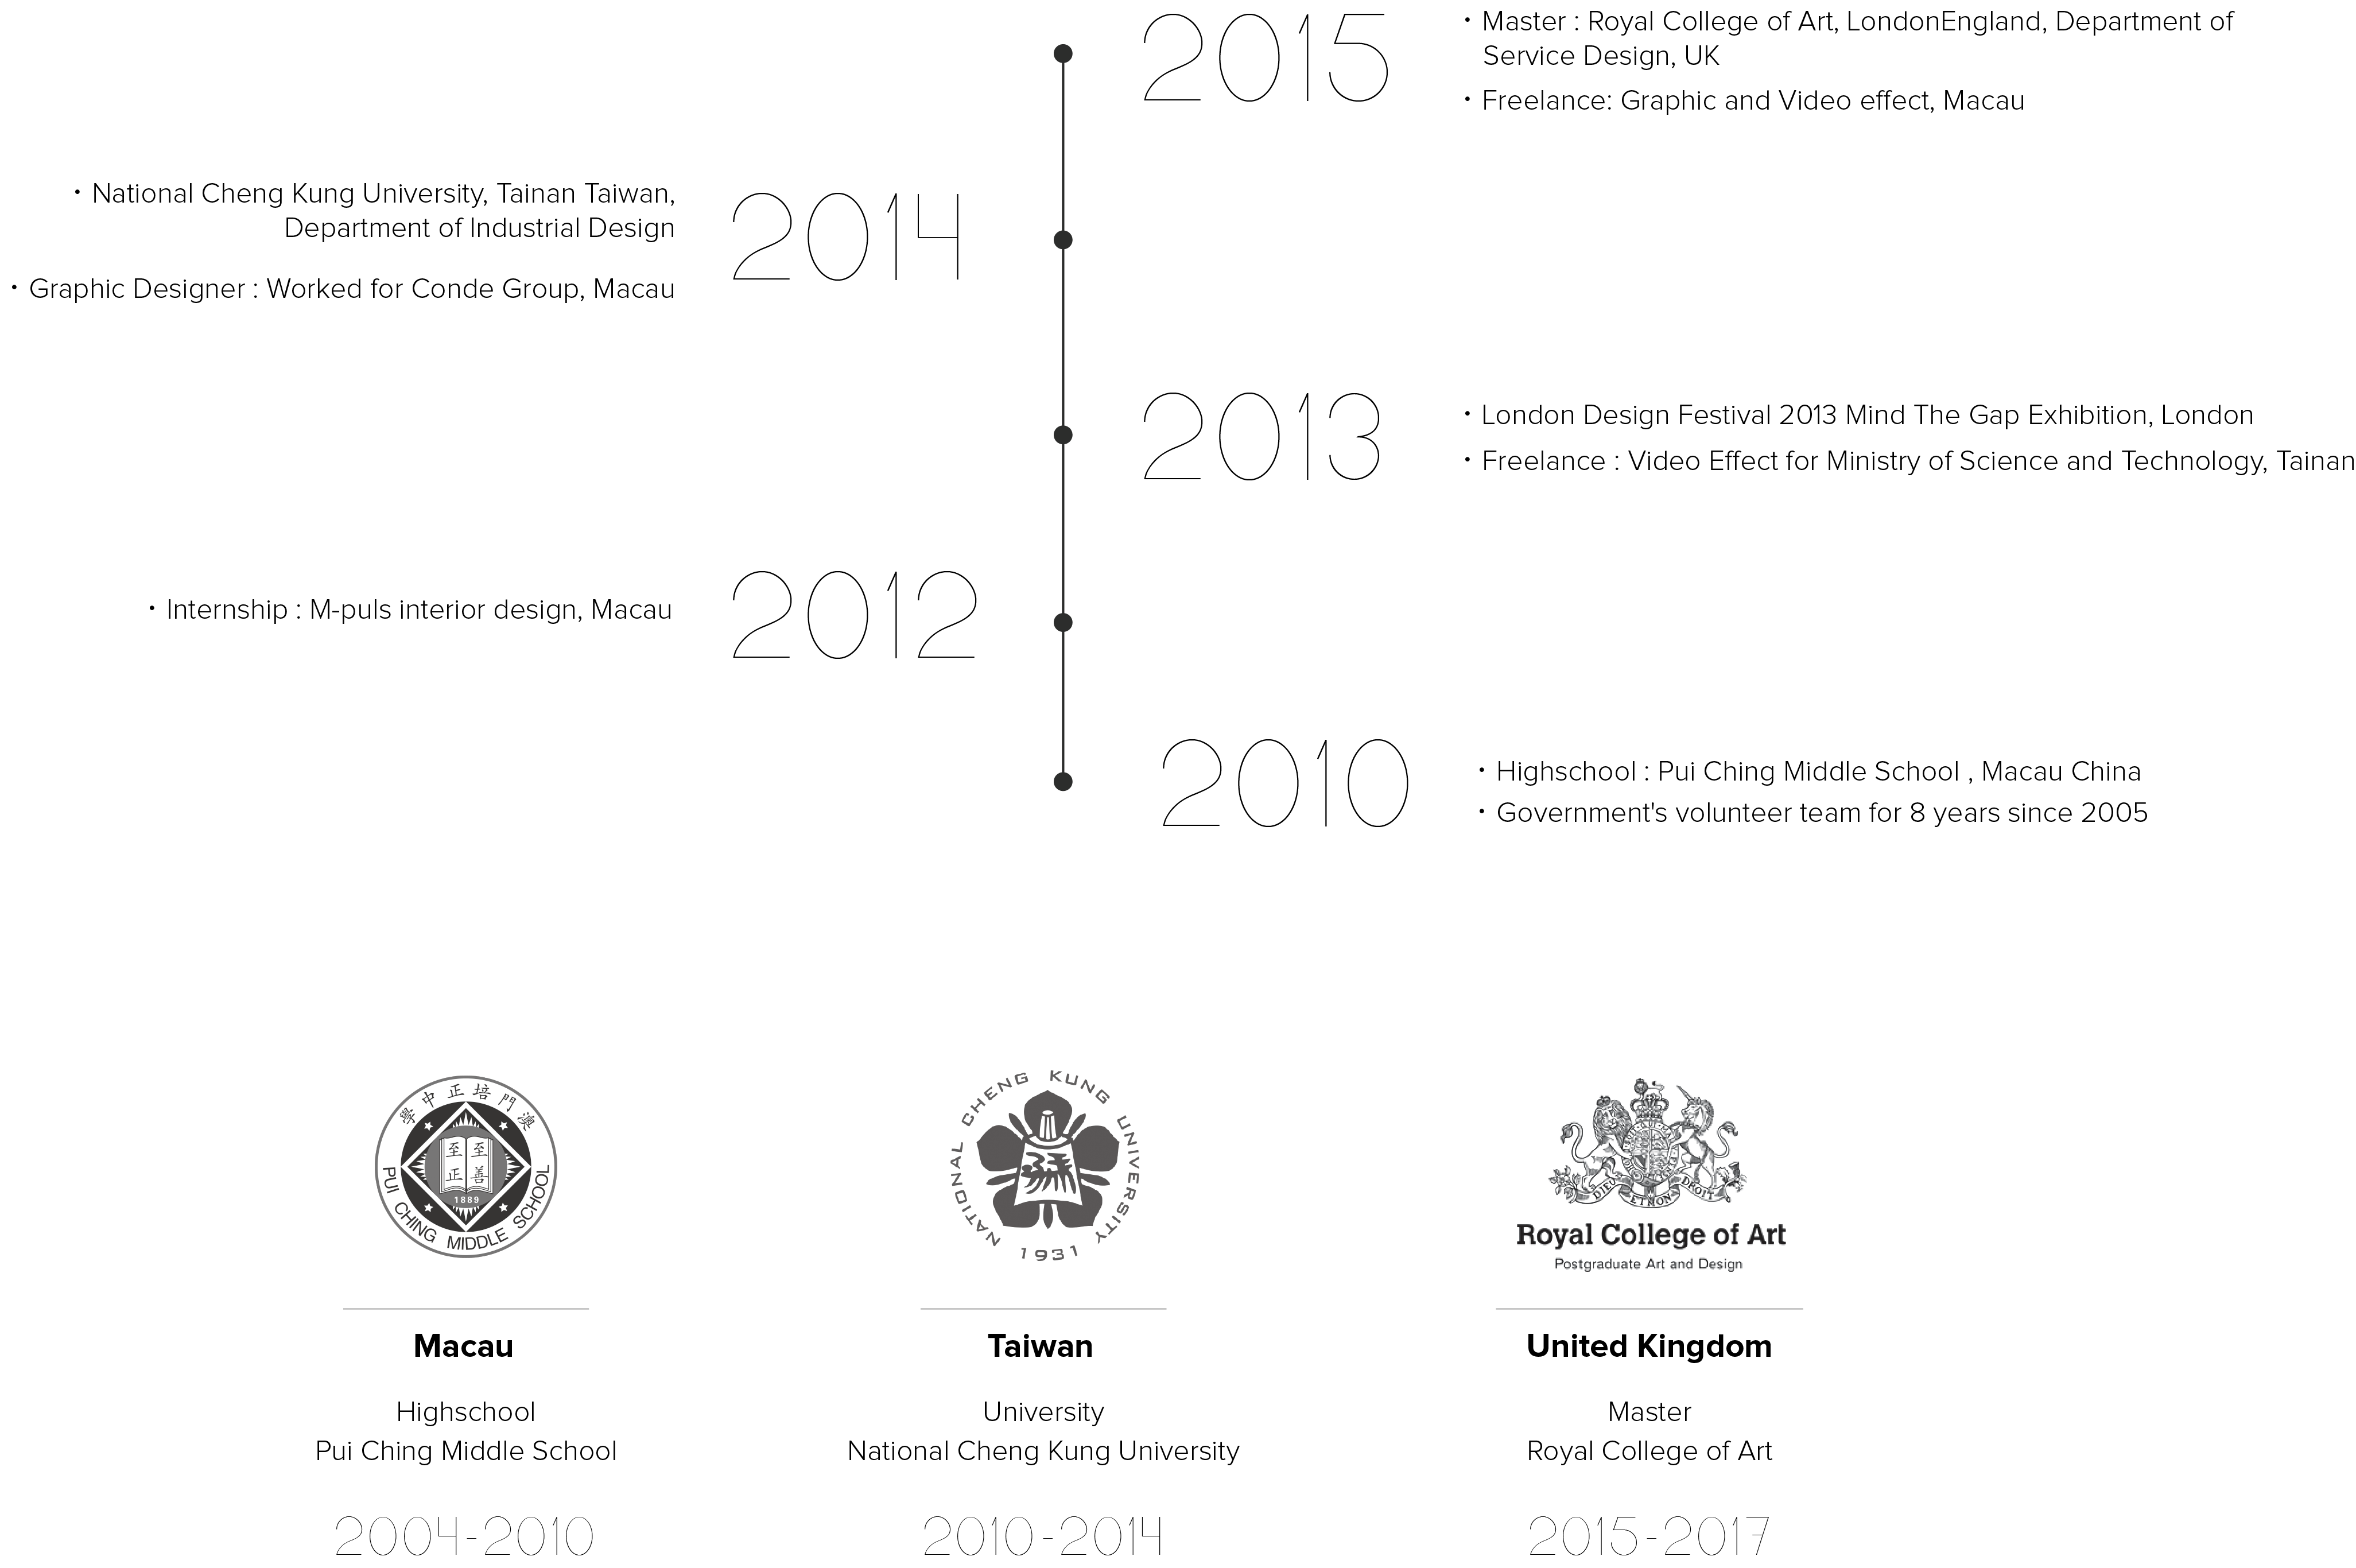 2015
・Master : Royal College of Art, LondonEngland, Department of
Service Design, UK
・Freelance: Graphic and Video effect, Macau
・National Cheng Kung University, Tainan Taiwan,
Department of Industrial Design
2014
・Graphic Designer : Worked for Conde Group, Macau
2013
・London Design Festival 2013 Mind The Gap Exhibition, London
・Freelance : Video Effect for Ministry of Science and Technology, Tainan
・Internship : M-puls interior design, Macau
2012
2010
・Highschool : Pui Ching Middle School , Macau China
・Government's volunteer team for 8 years since 2005
學中正培門澳
至至
正善
1889
PUI CHING MIDDLE SCHOOL
NATIONAL CHENG KUNG UNIVERSITY
1931
DIEU ET MON DROIT
Royal College of Art
Postgraduate Art and Design
Macau
Highschool
Pui Ching Middle School
2004-2010
Taiwan
University
National Cheng Kung University
2010-2014
United Kingdom
Master
Royal College of Art
2015-2017